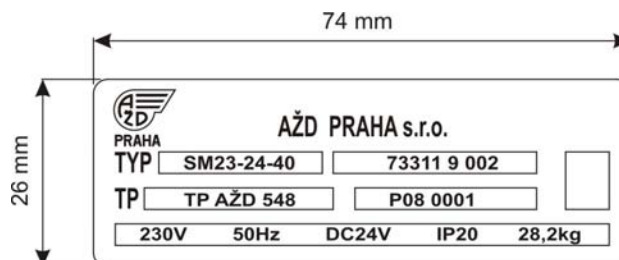 74 mm
26 mm
AŽD
PRAHA
AŽD PRAHA s.r.o.
TYP SM23-24-40 73311 9 002
TP TP AŽD 548 P08 0001
230V 50Hz DC24V IP20 28,2kg